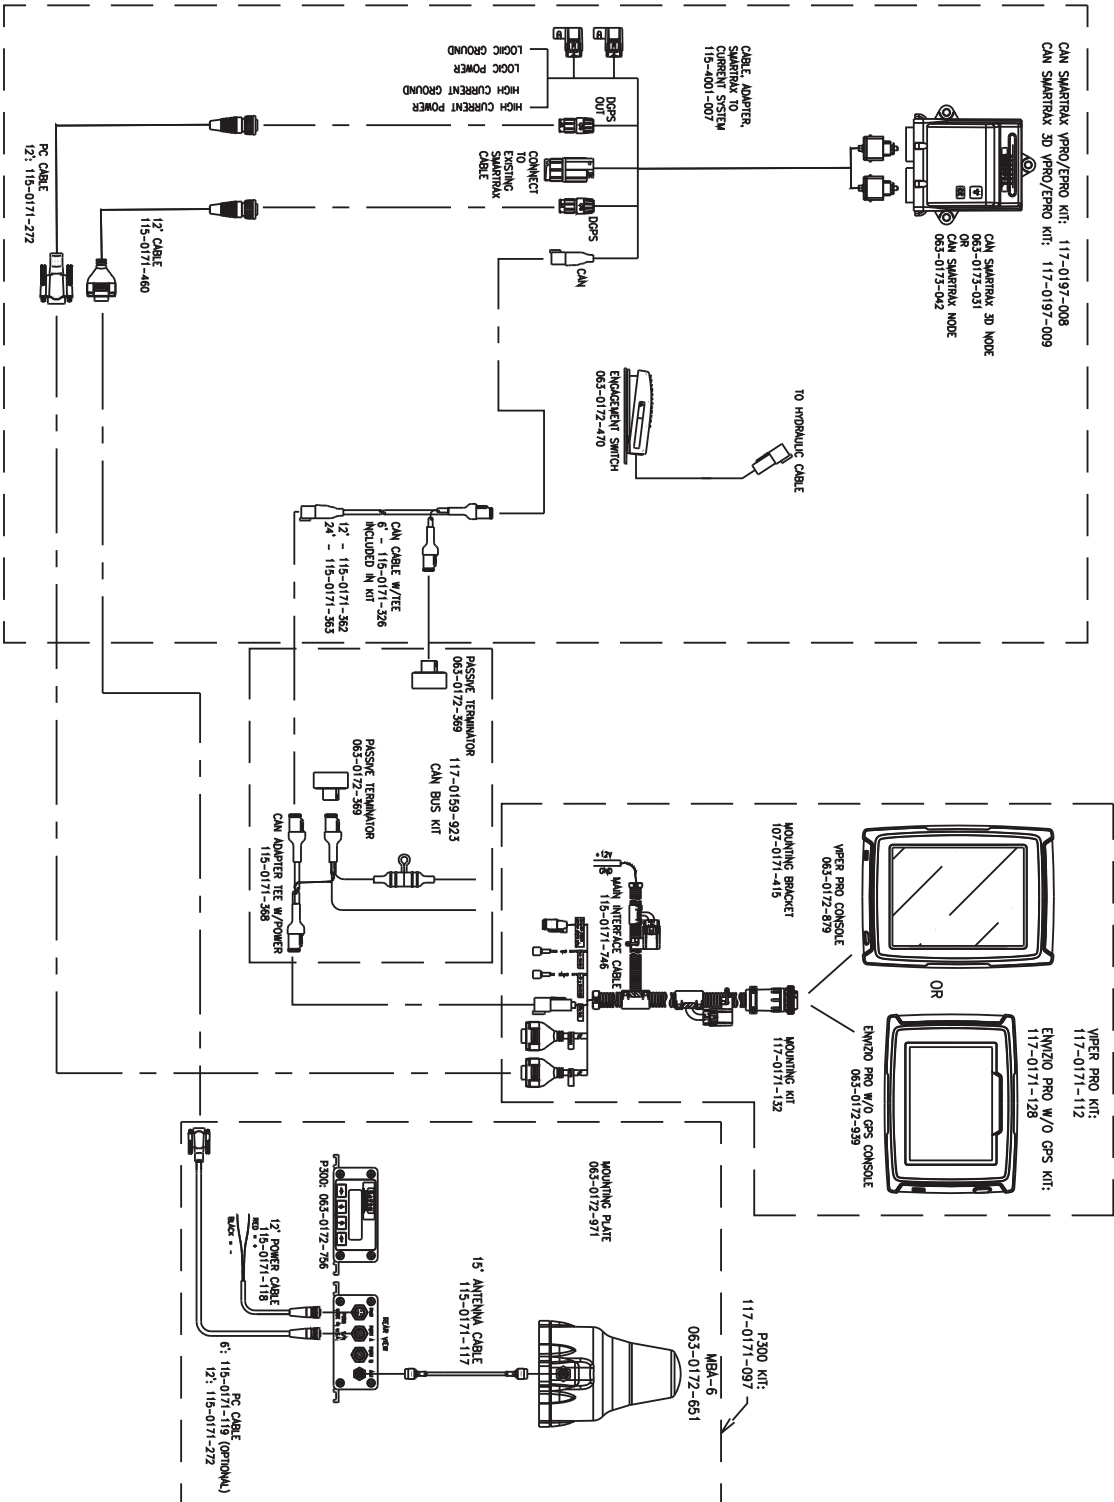 CAN SMARTRAX VPRO/EPRO KIT: 117-0197-008
CAN SMARTRAX 3D VPRO/EPRO KIT: 117-0197-009
CAN SMARTRAX 3D NODE
063-0173-031
OR
CAN SMARTRAX NODE
063-0173-042
CABLE, ADAPTER,
SMARTRAX TO
CURRENT SYSTEM
115-4001-007
LOGIC GROUND
LOGIC POWER
HIGH CURRENT GROUND
HIGH CURRENT POWER
DGPS
OUT
CONNECT
TO
EXISTING
SMARTRAX
CABLE
DGPS
CAN
PC CABLE
12': 115-0171-272
12' CABLE
115-0171-460
TO HYDRAULIC CABLE
ENGAGEMENT SWITCH
063-0172-470
CAN CABLE W/TEE
6' - 115-0171-326
INCLUDED IN KIT
12' - 115-0171-362
24' - 115-0171-363
PASSIVE TERMINATOR
063-0172-369
117-0159-923
CAN BUS KIT
PASSIVE TERMINATOR
063-0172-369
CAN ADAPTER TEE W/POWER
115-0171-368
VIPER PRO KIT:
117-0171-112
ENVIZIO PRO W/O GPS KIT:
117-0171-128
VIPER PRO CONSOLE
063-0172-879
OR
ENVIZIO PRO W/O GPS CONSOLE
063-0172-939
MOUNTING BRACKET
107-0171-415
MOUNTING KIT
117-0171-132
+12V
MAIN INTERFACE CABLE
115-0171-746
P300 KIT:
117-0171-097
MBA-6
063-0172-651
MOUNTING PLATE
063-0172-971
15' ANTENNA CABLE
115-0171-117
P300: 063-0172-756
REAR VIEW
12' POWER CABLE
115-0171-118
RED = +
BLACK = -
PC CABLE
6': 115-0171-119 (OPTIONAL)
12': 115-0171-272